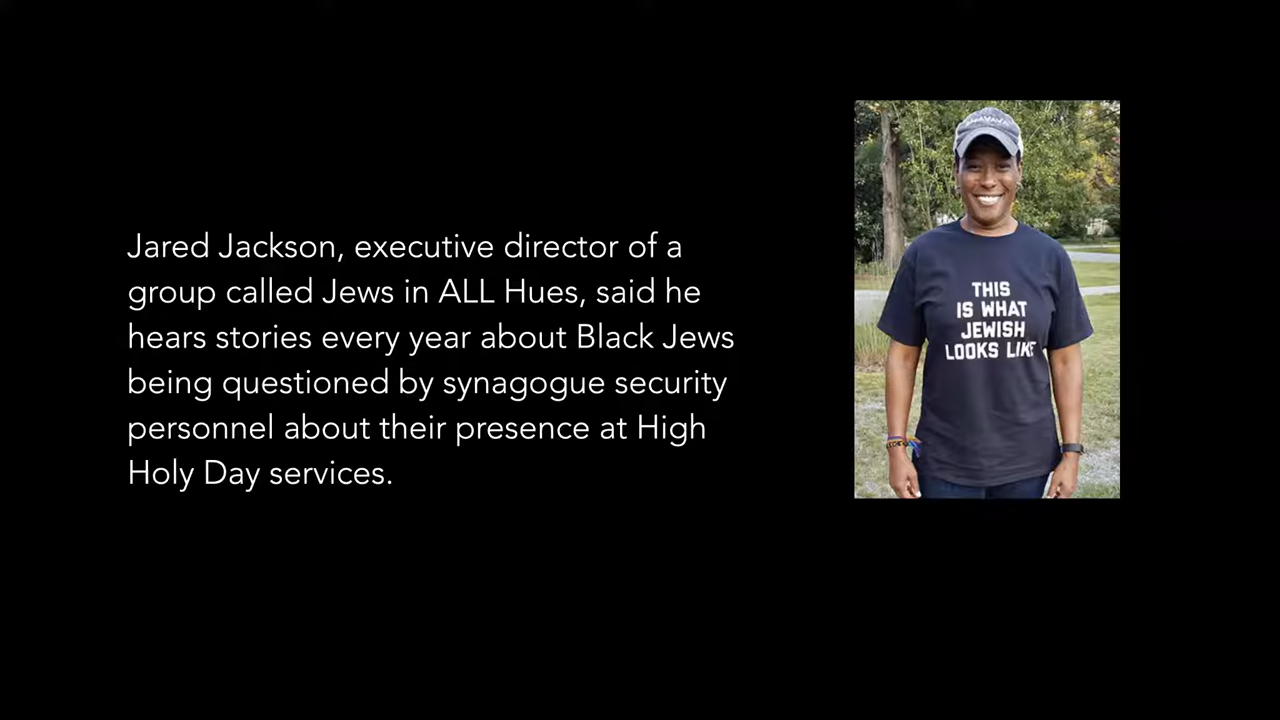 Jared Jackson, executive director of a
group called Jews in ALL Hues, said he
hears stories every year about Black Jews
being questioned by synagogue security
personnel about their presence at High
Holy Day services.
THIS
IS WHAT
JEWISH
LOOKS LIKE